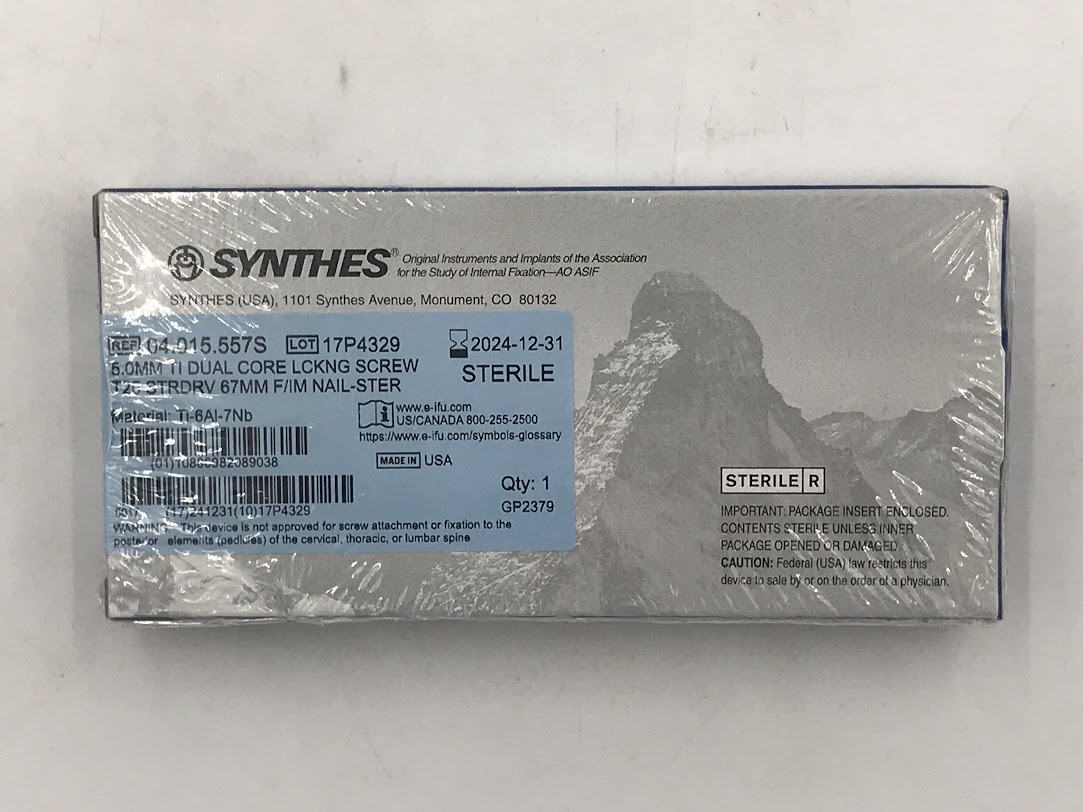 SYNTHES® Original Instruments and Implants of the Association
for the Study of Internal Fixation—AO ASIF
SYNTHES (USA), 1101 Synthes Avenue, Monument, CO 80132
REF 04.015.557S LOT 17P4329 2024-12-31
5.0MM TI DUAL CORE LCKNG SCREW
STRDRV 67MM F/IM NAIL-STER
STERILE
Material: Ti-6Al-7Nb
www.e-ifu.com
US/CANADA 800-255-2500
https://www.e-ifu.com/symbols-glossary
MADE IN USA
Qty: 1
(17)241231(10)17P4329
GP2379
WARNING: This device is not approved for screw attachment or fixation to the
posterior elements (pedicles) of the cervical, thoracic, or lumbar spine
STERILE R
IMPORTANT: PACKAGE INSERT ENCLOSED.
CONTENTS STERILE UNLESS INNER
PACKAGE OPENED OR DAMAGED.
CAUTION: Federal (USA) law restricts this
device to sale by or on the order of a physician.